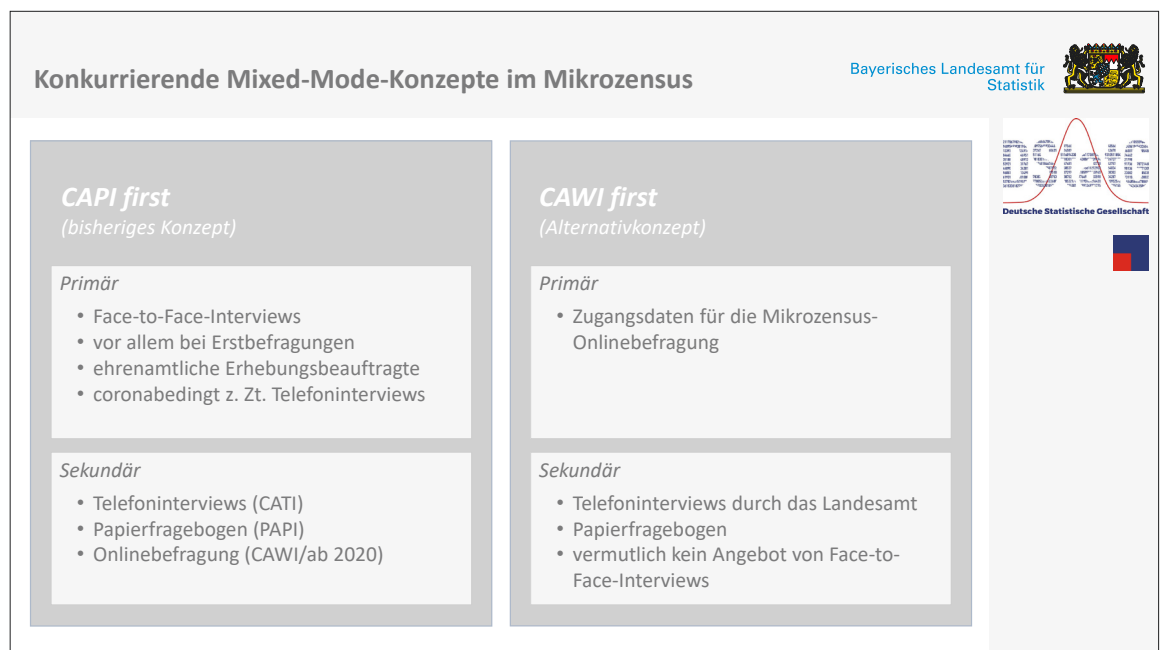 Konkurrierende Mixed-Mode-Konzepte im Mikrozensus
Bayerisches Landesamt für
Statistik
CAPI first
(bisheriges Konzept)
Primär
• Face-to-Face-Interviews
• vor allem bei Erstbefragungen
• ehrenamtliche Erhebungsbeauftragte
• coronabedingt z. Zt. Telefoninterviews
Sekundär
• Telefoninterviews (CATI)
• Papierfragebogen (PAPI)
• Onlinebefragung (CAWI/ab 2020)
CAWI first
(Alternativkonzept)
Primär
• Zugangsdaten für die Mikrozensus-
Onlinebefragung
Sekundär
• Telefoninterviews durch das Landesamt
• Papierfragebogen
• vermutlich kein Angebot von Face-to-
Face-Interviews
Deutsche Statistische Gesellschaft